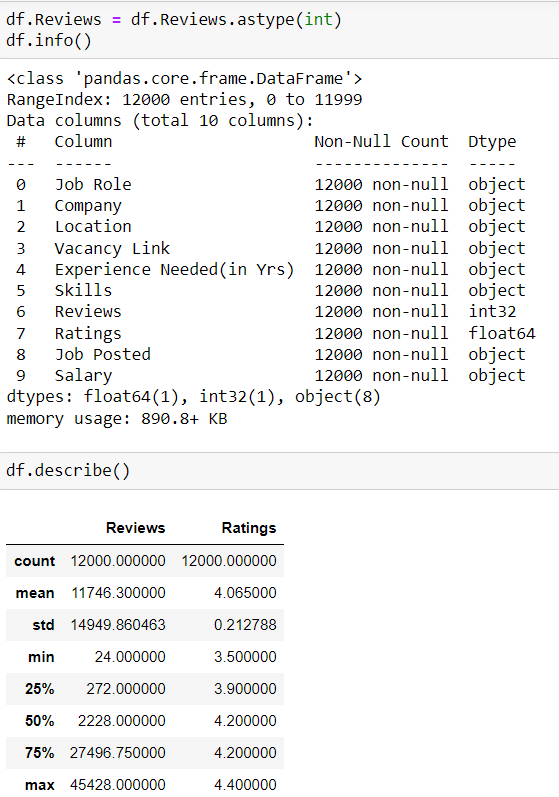 df.Reviews = df.Reviews.astype(int)
df.info()
<class 'pandas.core.frame.DataFrame'>
RangeIndex: 12000 entries, 0 to 11999
Data columns (total 10 columns):
 #   Column                    Non-Null Count  Dtype
---  ------                    --------------  -----
 0   Job Role                  12000 non-null  object
 1   Company                   12000 non-null  object
 2   Location                  12000 non-null  object
 3   Vacancy Link              12000 non-null  object
 4   Experience Needed(in Yrs)  12000 non-null  object
 5   Skills                    12000 non-null  object
 6   Reviews                   12000 non-null  int32
 7   Ratings                   12000 non-null  float64
 8   Job Posted                12000 non-null  object
 9   Salary                    12000 non-null  object
dtypes: float64(1), int32(1), object(8)
memory usage: 890.8+ KB
df.describe()
Reviews Ratings
count 12000.000000 12000.000000
mean 11746.300000 4.065000
std 14949.860463 0.212788
min 24.000000 3.500000
25% 272.000000 3.900000
50% 2228.000000 4.200000
75% 27496.750000 4.200000
max 45428.000000 4.400000